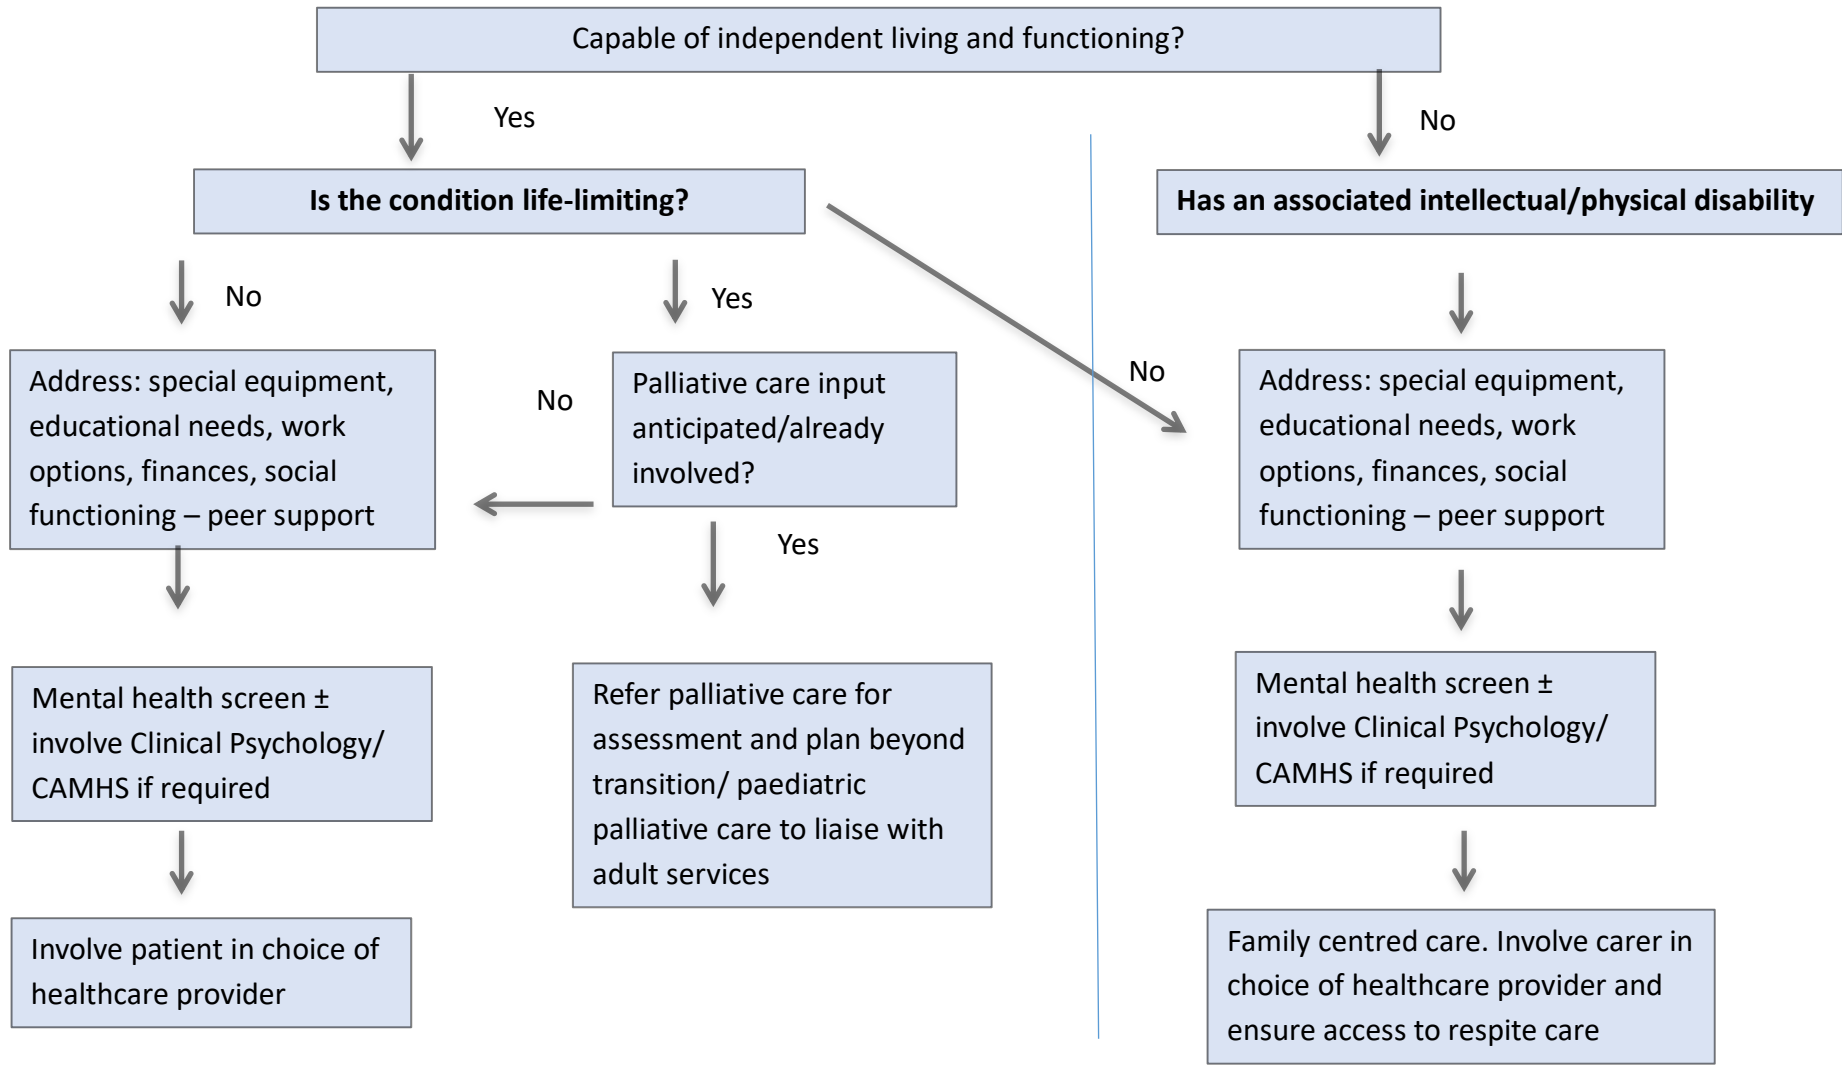 Capable of independent living and functioning?
Yes
No
Is the condition life-limiting?
Has an associated intellectual/physical disability
No
Yes
Address: special equipment,
educational needs, work
options, finances, social
functioning – peer support
No
Palliative care input
anticipated/already
involved?
No
Address: special equipment,
educational needs, work
options, finances, social
functioning – peer support
Yes
Mental health screen ±
involve Clinical Psychology/
CAMHS if required
Refer palliative care for
assessment and plan beyond
transition/ paediatric
palliative care to liaise with
adult services
Mental health screen ±
involve Clinical Psychology/
CAMHS if required
Involve patient in choice of
healthcare provider
Family centred care. Involve carer in
choice of healthcare provider and
ensure access to respite care